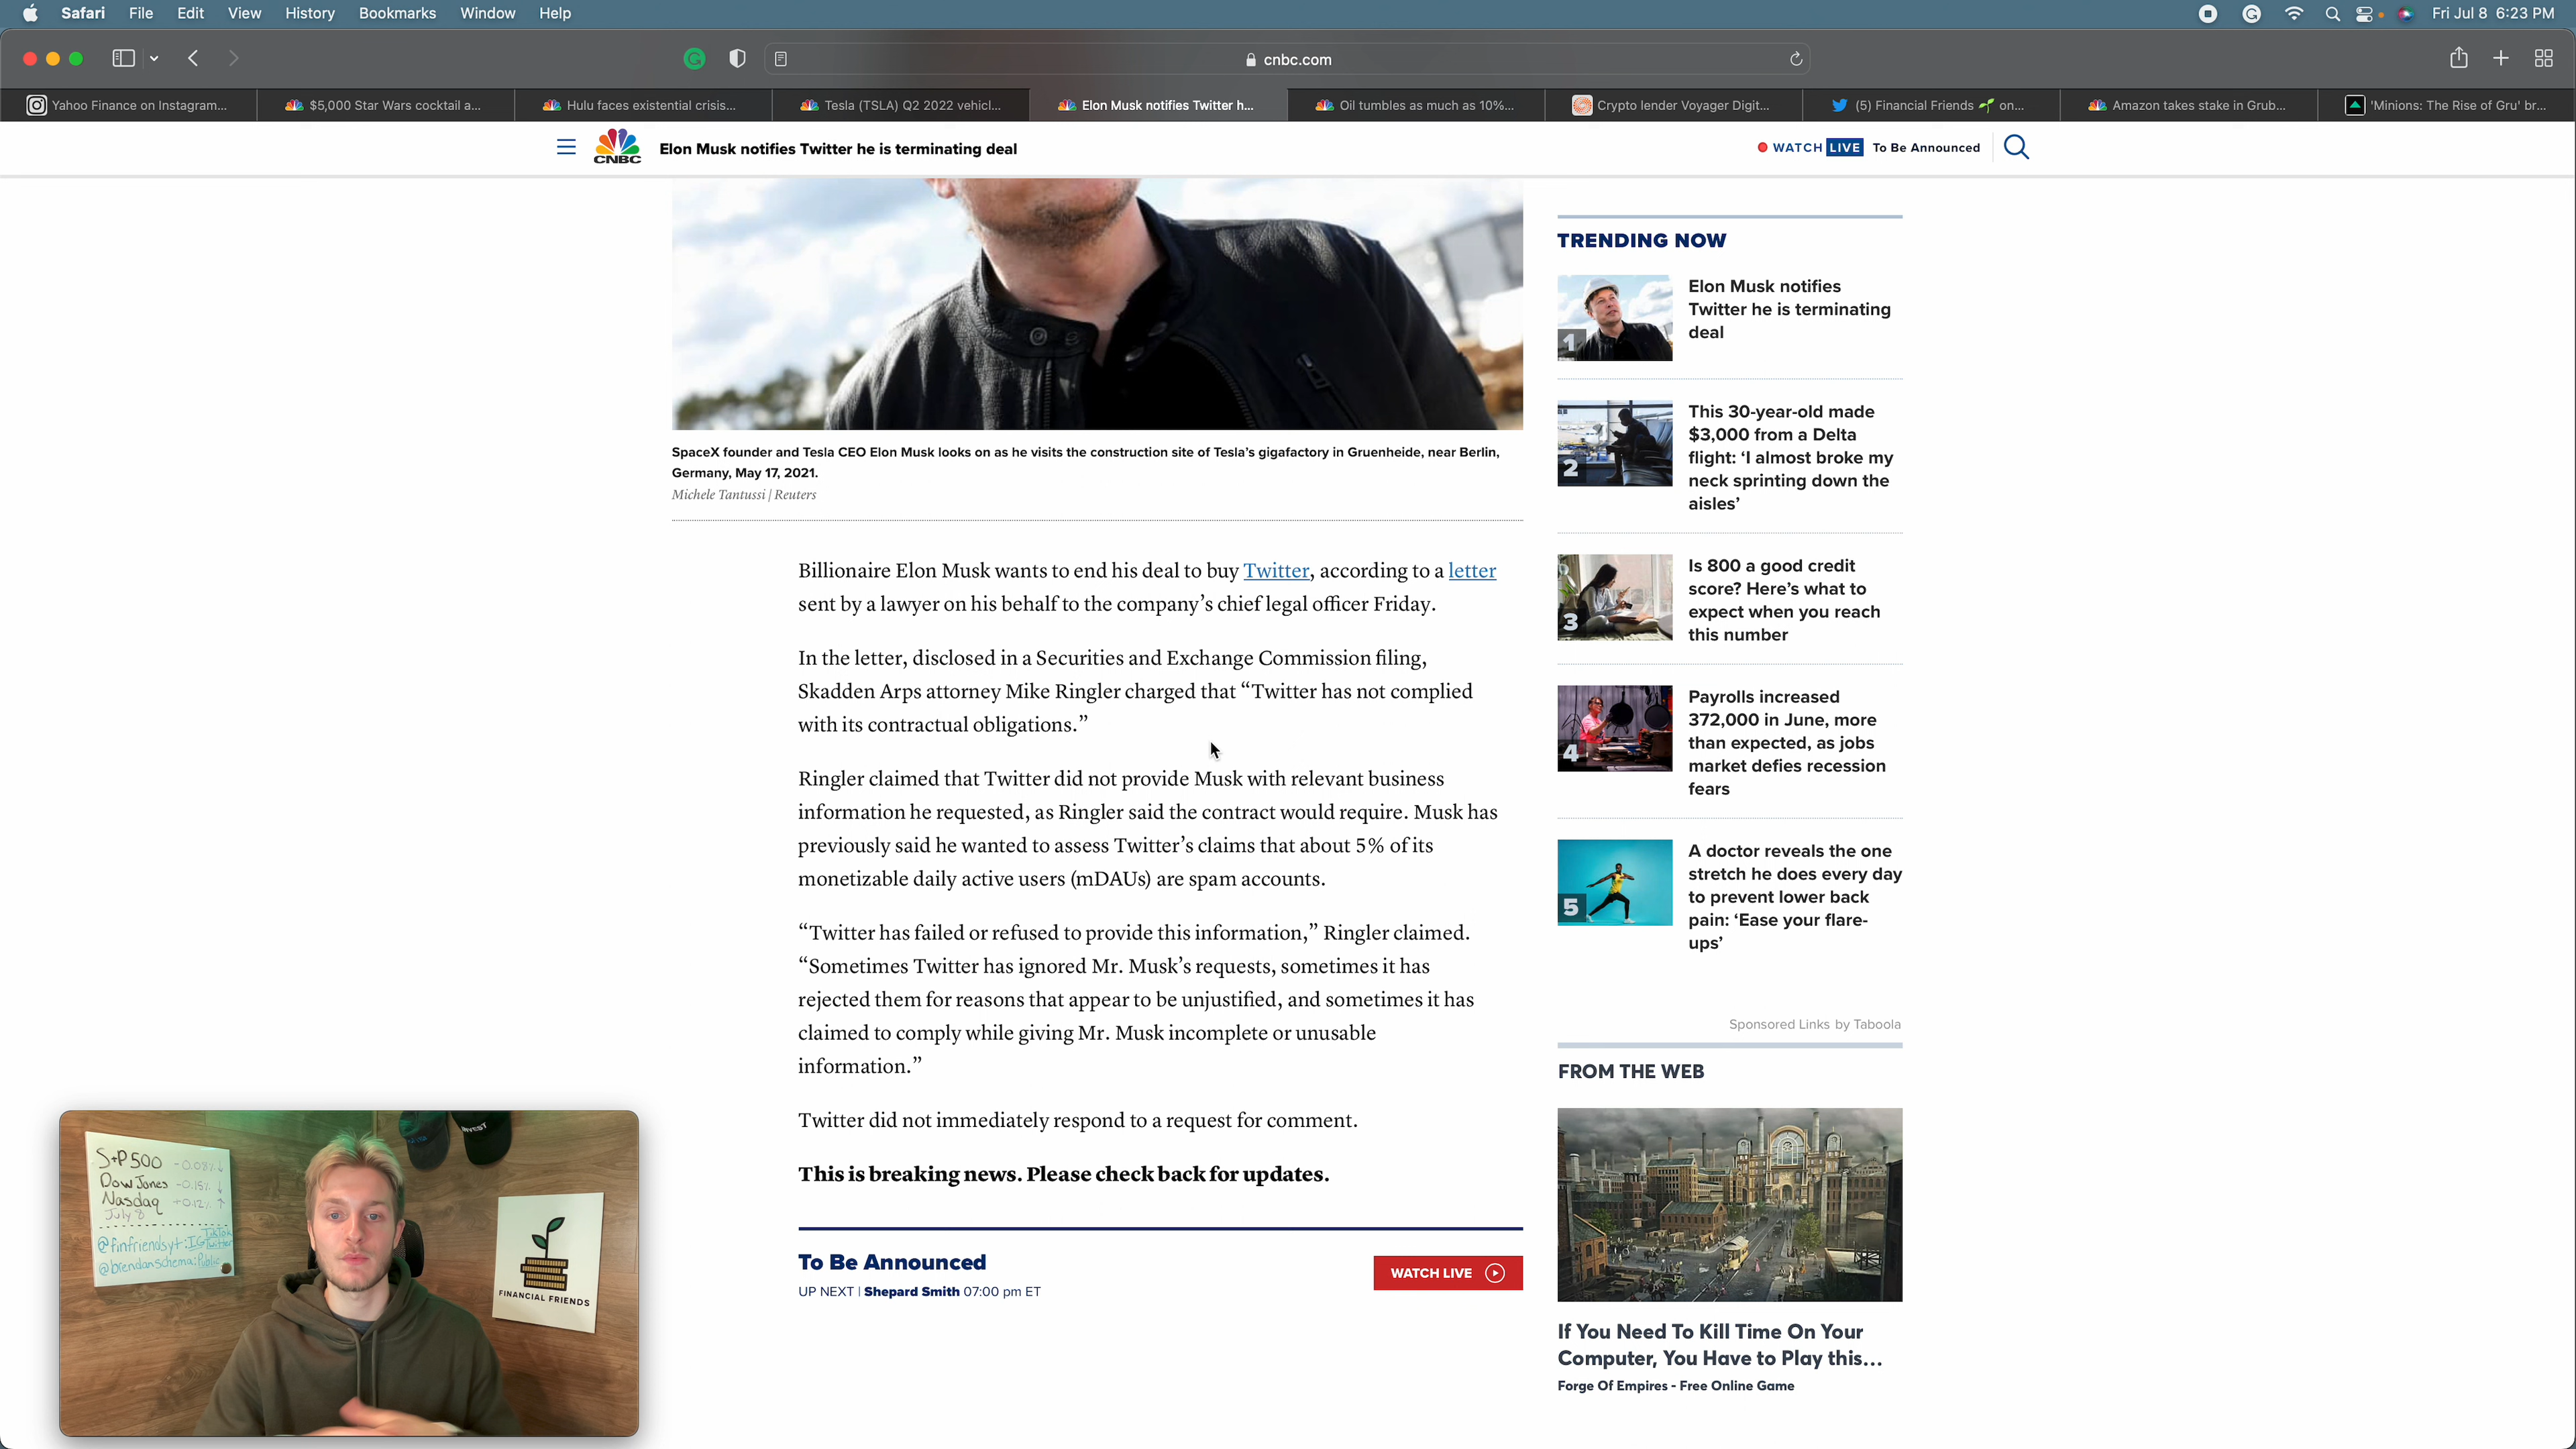 Safari File Edit View History Bookmarks Window Help
Fri Jul 8 6:23 PM
cnbc.com
Yahoo Finance on Instagram...
$5,000 Star Wars cocktail a...
Hulu faces existential crisis...
Tesla (TSLA) Q2 2022 vehicl...
Elon Musk notifies Twitter h...
Oil tumbles as much as 10%...
Crypto lender Voyager Digit...
(5) Financial Friends 🌱 on...
Amazon takes stake in Grub...
'Minions: The Rise of Gru' br...
CNBC
Elon Musk notifies Twitter he is terminating deal
WATCH LIVE To Be Announced
SpaceX founder and Tesla CEO Elon Musk looks on as he visits the construction site of Tesla’s gigafactory in Gruenheide, near Berlin,
Germany, May 17, 2021.
Michele Tantussi | Reuters
Billionaire Elon Musk wants to end his deal to buy Twitter, according to a letter
sent by a lawyer on his behalf to the company’s chief legal officer Friday.
In the letter, disclosed in a Securities and Exchange Commission filing,
Skadden Arps attorney Mike Ringler charged that “Twitter has not complied
with its contractual obligations.”
Ringler claimed that Twitter did not provide Musk with relevant business
information he requested, as Ringler said the contract would require. Musk has
previously said he wanted to assess Twitter’s claims that about 5% of its
monetizable daily active users (mDAUs) are spam accounts.
“Twitter has failed or refused to provide this information,” Ringler claimed.
“Sometimes Twitter has ignored Mr. Musk’s requests, sometimes it has
rejected them for reasons that appear to be unjustified, and sometimes it has
claimed to comply while giving Mr. Musk incomplete or unusable
information.”
Twitter did not immediately respond to a request for comment.
This is breaking news. Please check back for updates.
To Be Announced
UP NEXT | Shepard Smith 07:00 pm ET
WATCH LIVE
TRENDING NOW
1
Elon Musk notifies
Twitter he is terminating
deal
2
This 30-year-old made
$3,000 from a Delta
flight: ‘I almost broke my
neck sprinting down the
aisles’
3
Is 800 a good credit
score? Here’s what to
expect when you reach
this number
4
Payrolls increased
372,000 in June, more
than expected, as jobs
market defies recession
fears
5
A doctor reveals the one
stretch he does every day
to prevent lower back
pain: ‘Ease your flare-
ups’
Sponsored Links by Taboola
FROM THE WEB
If You Need To Kill Time On Your
Computer, You Have to Play this...
Forge Of Empires - Free Online Game
S+P 500 -0.08% ↓
Dow Jones -0.15% ↓
Nasdaq +0.12% ↑
July 8
TikTok
@finfriendsyt: IG Twitter
@brendanschema: Public
FINANCIAL FRIENDS